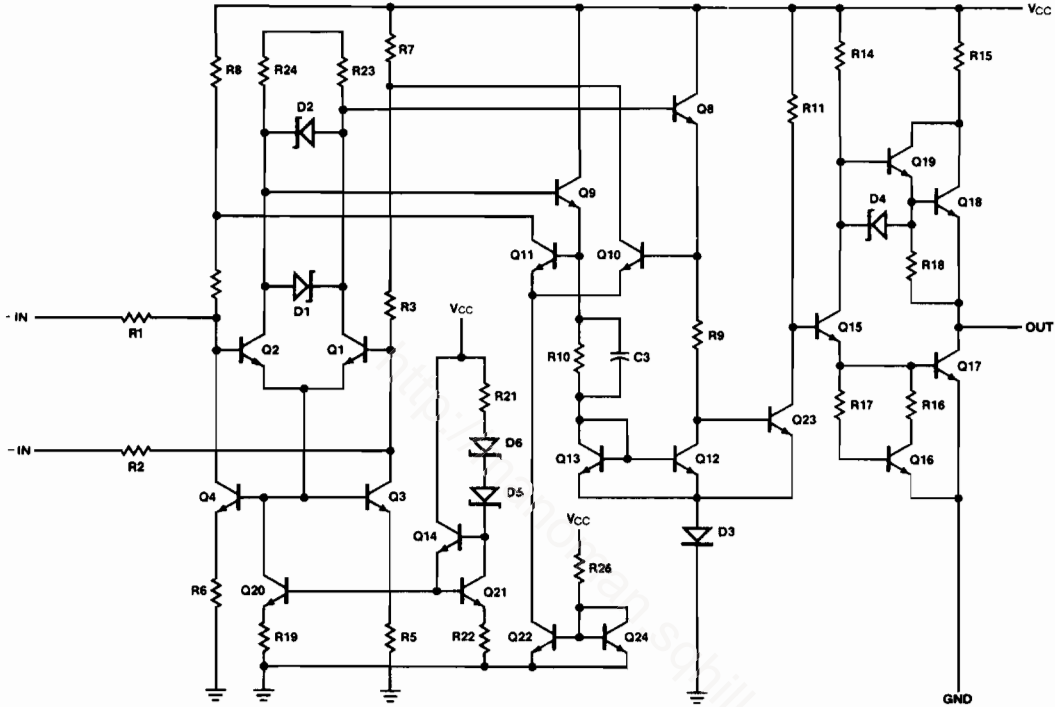 VCC
R7
R14
R15
R8
R24
R23
D2
Q8
R11
Q19
Q9
D4
Q18
Q11
Q10
R18
D1
R3
VCC
- IN
R1
OUT
Q2
Q1
R10
C3
R9
Q15
Q17
R21
R17
R16
D6
Q23
- IN
R2
Q13
Q12
Q16
Q4
Q3
D5
VCC
D3
Q14
R26
R6
Q20
Q21
R19
R5
R22
Q22
Q24
GND